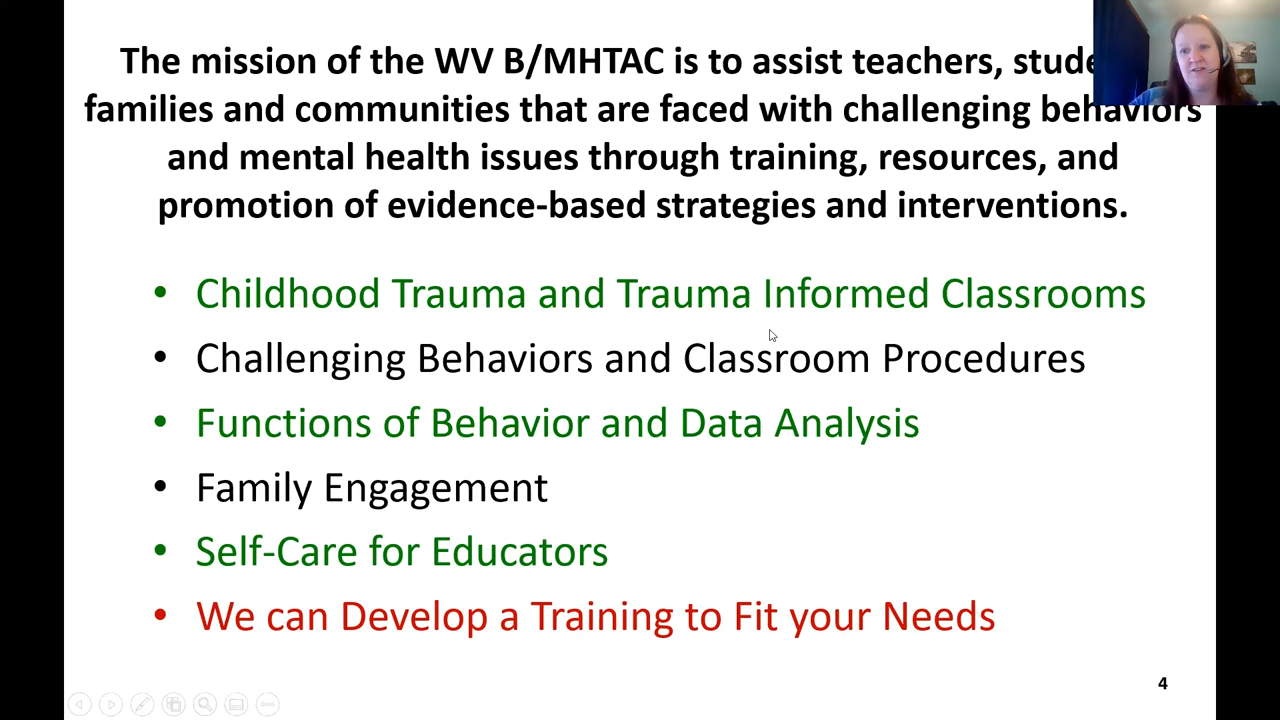 The mission of the WV B/MHTAC is to assist teachers,
families and communities that are faced with challenging behaviors
and mental health issues through training, resources, and
promotion of evidence-based strategies and interventions.
• Childhood Trauma and Trauma Informed Classrooms
• Challenging Behaviors and Classroom Procedures
• Functions of Behavior and Data Analysis
• Family Engagement
• Self-Care for Educators
• We can Develop a Training to Fit your Needs
4